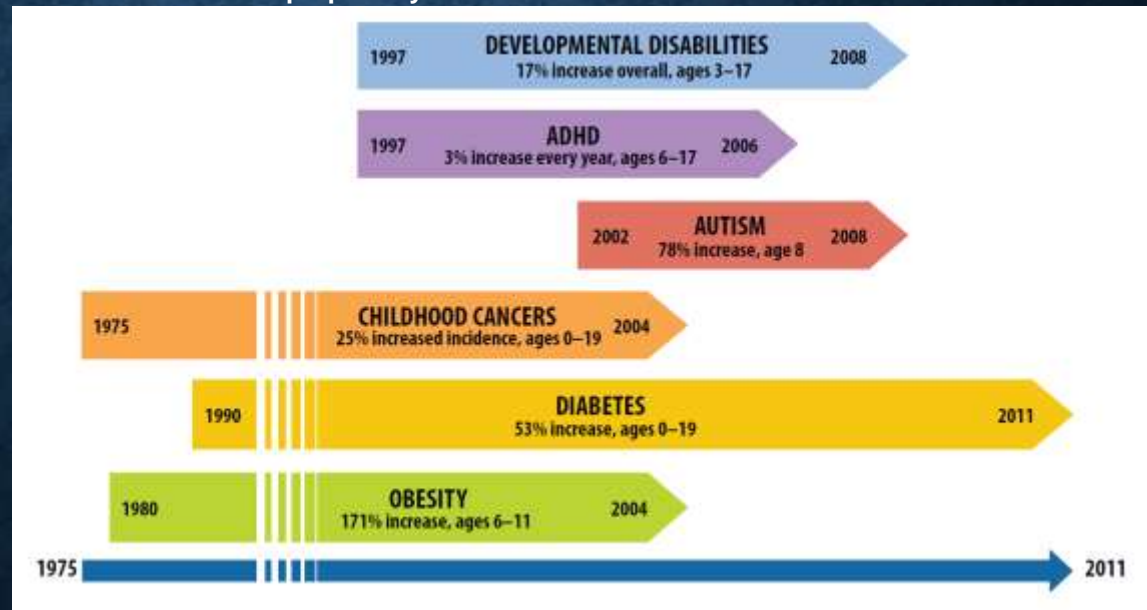 1997 DEVELOPMENTAL DISABILITIES 2008
17% increase overall, ages 3–17
1997 ADHD 2006
3% increase every year, ages 6–17
2002 AUTISM 2008
78% increase, age 8
1975 CHILDHOOD CANCERS 2004
25% increased incidence, ages 0–19
1990 DIABETES 2011
53% increase, ages 0–19
1980 OBESITY 2004
171% increase, ages 6–11
1975 2011